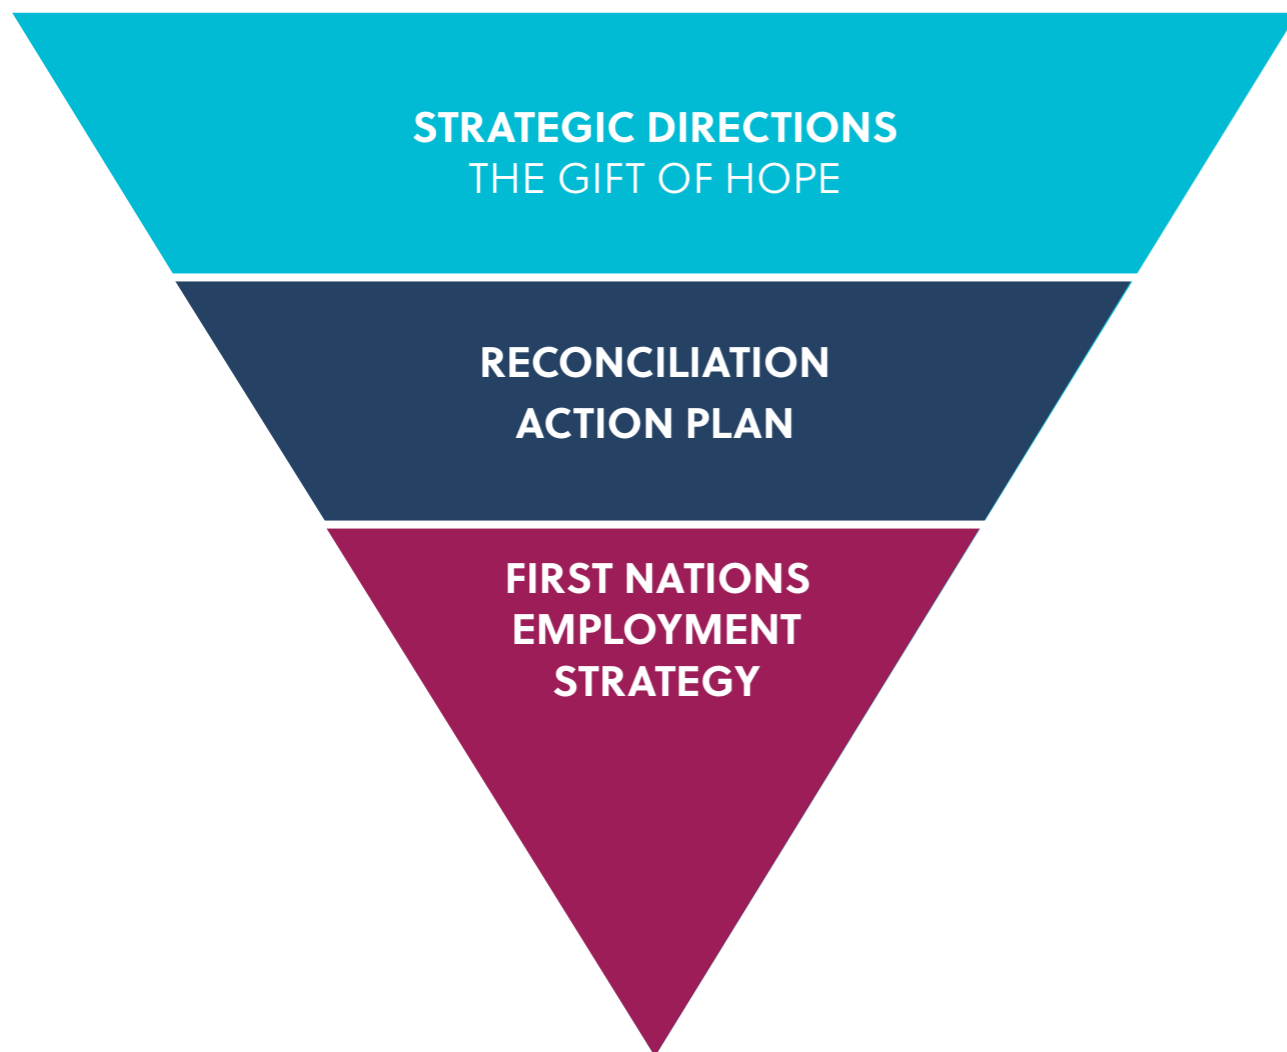 STRATEGIC DIRECTIONS
THE GIFT OF HOPE
RECONCILIATION
ACTION PLAN
FIRST NATIONS
EMPLOYMENT
STRATEGY